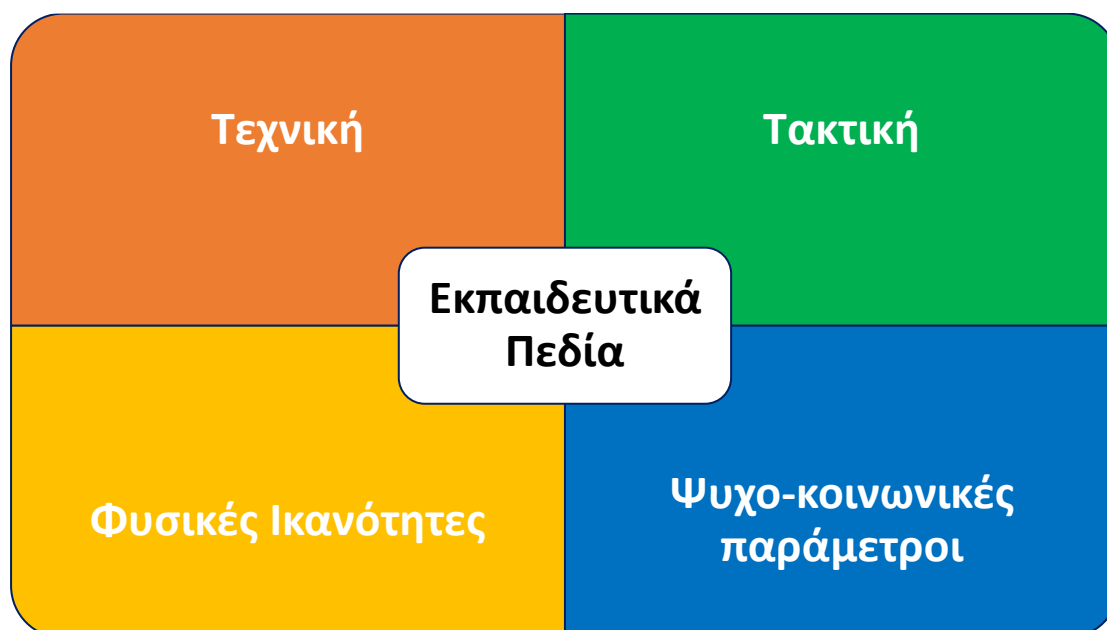 Τεχνική
Τακτική
Εκπαιδευτικά
Πεδία
Φυσικές Ικανότητες
Ψυχο-κοινωνικές
παράμετροι